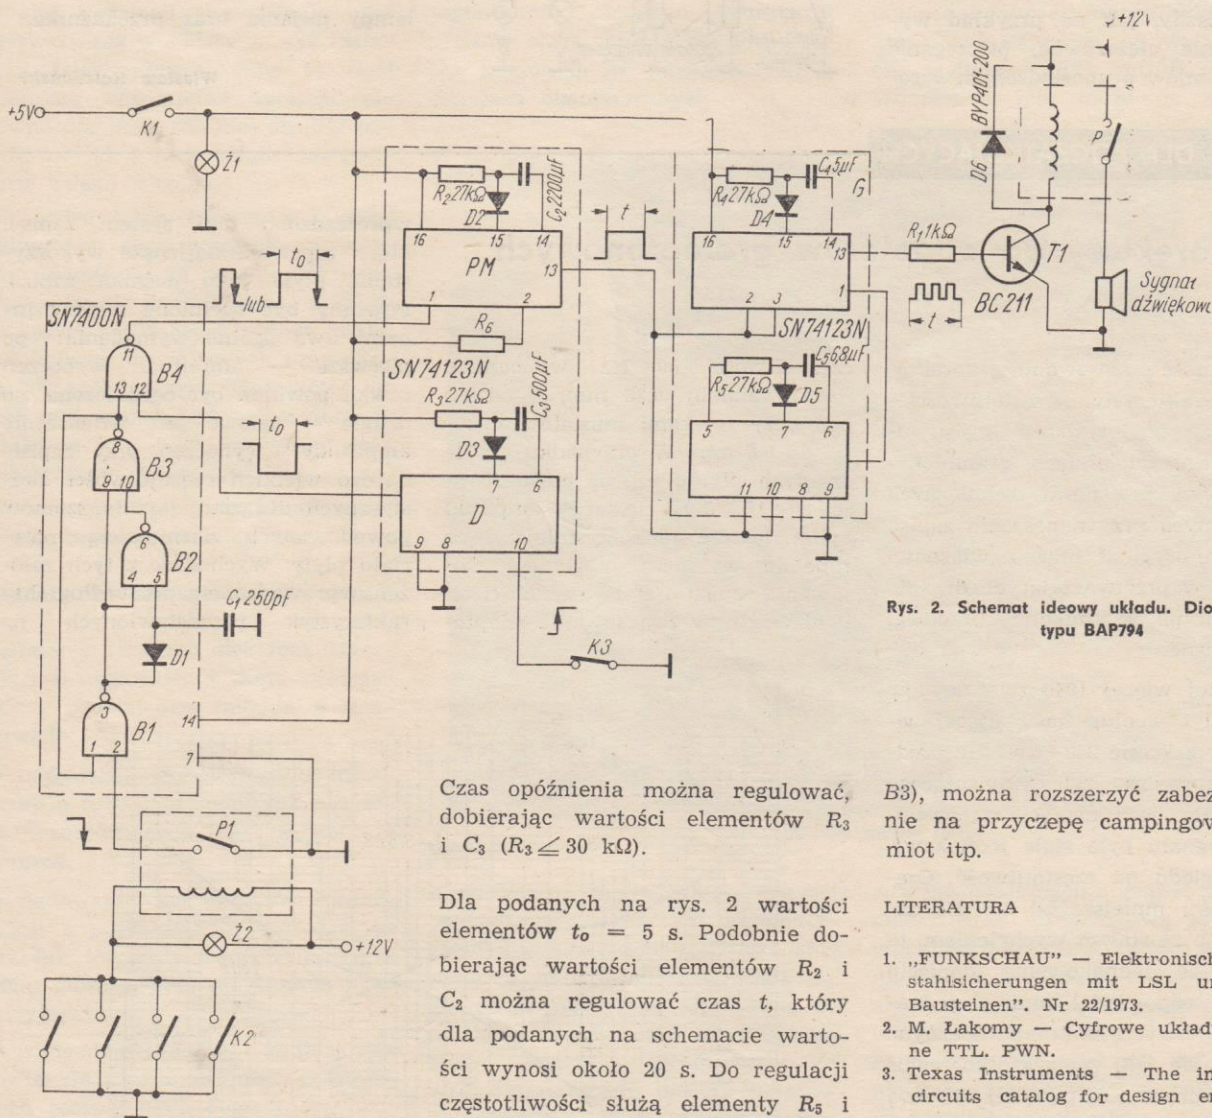 +12V
+5V
K1
Ż1
R2 27kΩ
C2 2200µF
D2
16
15
14
PM
13
1
2
t
t0
lub
SN7400N
11
B4
13 12
R6
SN74123N
R3 27kΩ
C3 500µF
t0
D3
8
B3
9 10
7
6
D
9
8
10
6
B2
4 5
C1 250pF
D1
K3
3
B1
1 2
14
7
P1
Ż2
+12V
K2
R4 27kΩ
C4 5µF
G
D4
16
15
14
13
1
2
3
SN74123N
R5 27kΩ
C5 6,8µF
D5
5
7
6
11
10
8
9
BYP401-200
D6
P
R1 1kΩ
T1
BC211
t
Sygnał
dźwiękow
Rys. 2. Schemat ideowy układu. Dio
typu BAP794
Czas opóźnienia można regulować,
dobierając wartości elementów R3
i C3 (R3 ≦ 30 kΩ).
Dla podanych na rys. 2 wartości
elementów to = 5 s. Podobnie do-
bierając wartości elementów R2 i
C2 można regulować czas t, który
dla podanych na schemacie warto-
ści wynosi około 20 s. Do regulacji
częstotliwości służą elementy R5 i
B3), można rozszerzyć zabez
nie na przyczepę campingow
miot itp.
LITERATURA
1. „FUNKSCHAU” — Elektronisch
stahlsicherungen mit LSL u
Bausteinen”. Nr 22/1973.
2. M. Łakomy — Cyfrowe układ
ne TTL. PWN.
3. Texas Instruments — The in
circuits catalog for design e